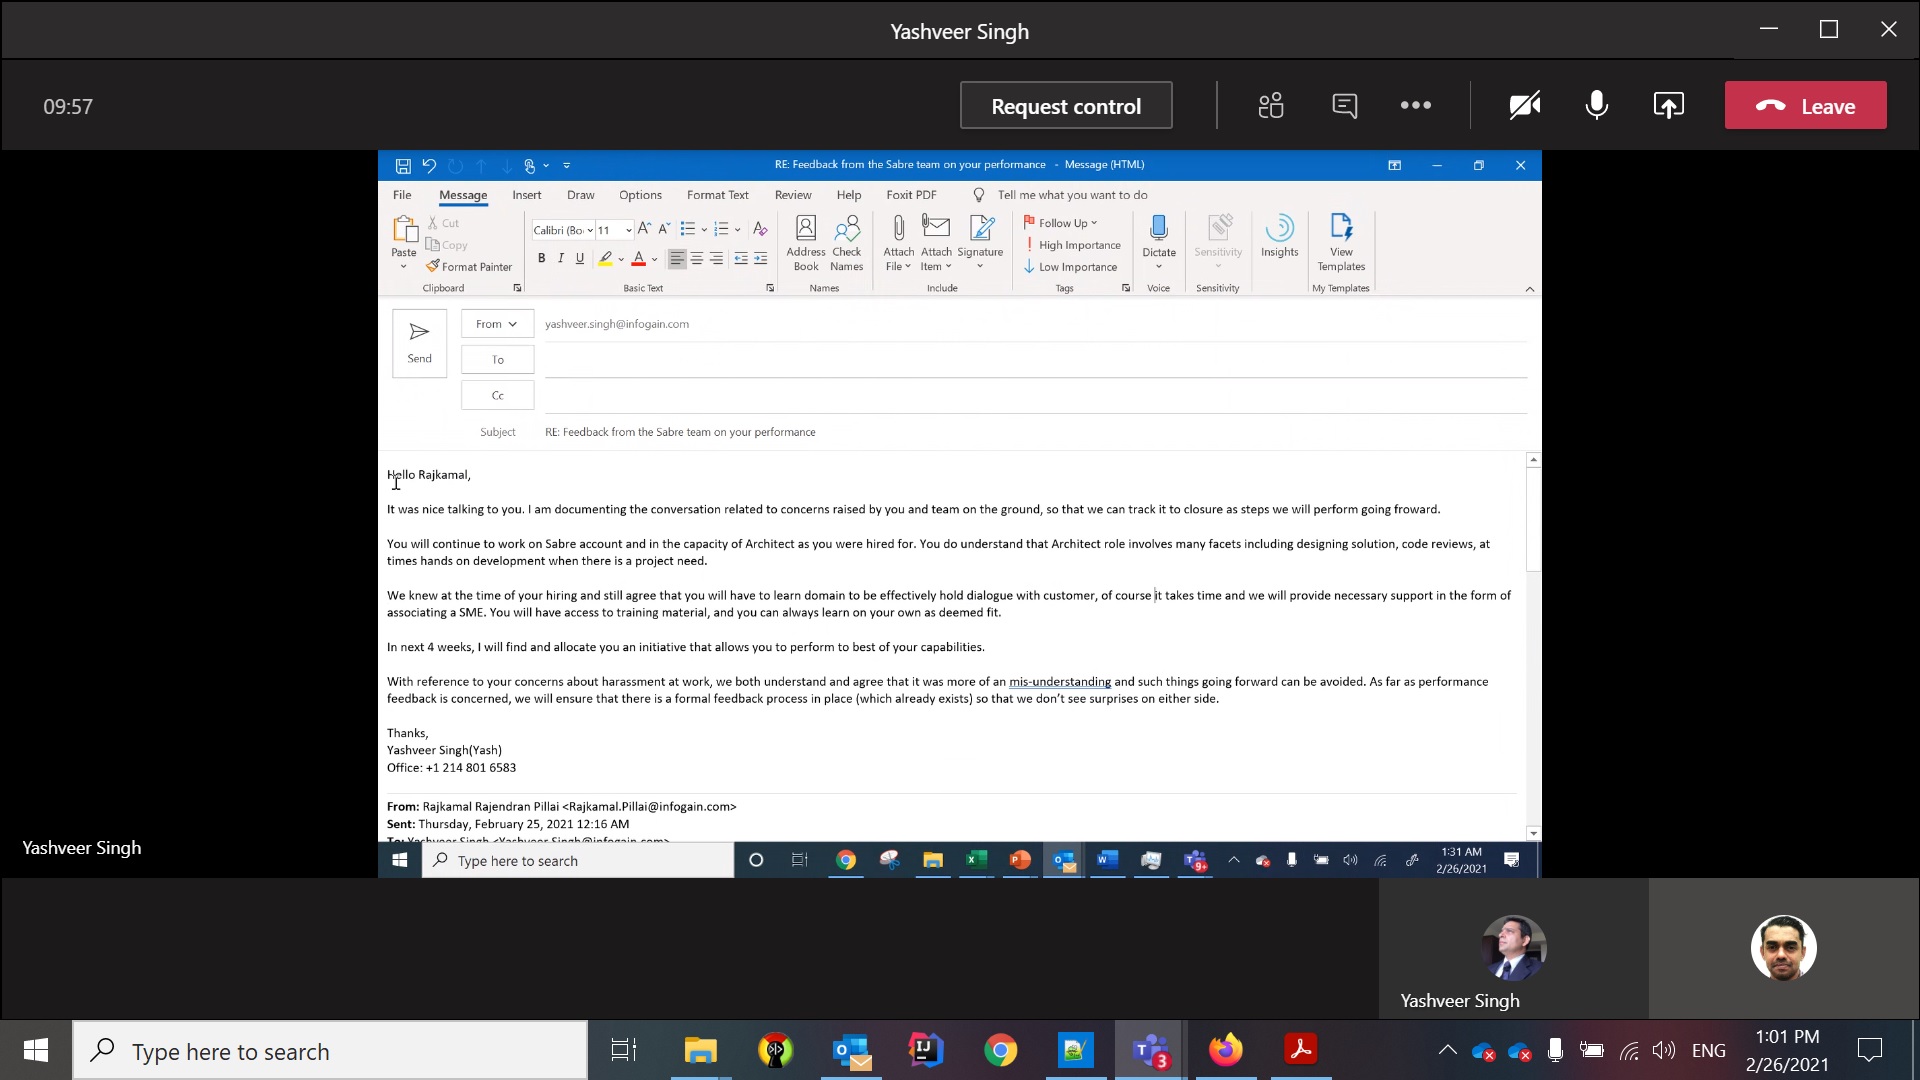 Yashveer Singh
09:57
Request control
Leave
RE: Feedback from the Sabre team on your performance - Message (HTML)
File Message Insert Draw Options Format Text Review Help Foxit PDF Tell me what you want to do
Paste
Cut
Copy
Format Painter
Clipboard
Calibri (Bo 11
B I U A
Basic Text
Address Book
Check Names
Names
Attach File
Attach Item
Signature
Include
Follow Up
High Importance
Low Importance
Tags
Dictate
Voice
Sensitivity
Sensitivity
Insights
View Templates
My Templates
Send
From
yashveer.singh@infogain.com
To
Cc
Subject
RE: Feedback from the Sabre team on your performance
Hello Rajkamal,
It was nice talking to you. I am documenting the conversation related to concerns raised by you and team on the ground, so that we can track it to closure as steps we will perform going froward.
You will continue to work on Sabre account and in the capacity of Architect as you were hired for. You do understand that Architect role involves many facets including designing solution, code reviews, at
times hands on development when there is a project need.
We knew at the time of your hiring and still agree that you will have to learn domain to be effectively hold dialogue with customer, of course it takes time and we will provide necessary support in the form of
associating a SME. You will have access to training material, and you can always learn on your own as deemed fit.
In next 4 weeks, I will find and allocate you an initiative that allows you to perform to best of your capabilities.
With reference to your concerns about harassment at work, we both understand and agree that it was more of an mis-understanding and such things going forward can be avoided. As far as performance
feedback is concerned, we will ensure that there is a formal feedback process in place (which already exists) so that we don't see surprises on either side.
Thanks,
Yashveer Singh(Yash)
Office: +1 214 801 6583
From: Rajkamal Rajendran Pillai <Rajkamal.Pillai@infogain.com>
Sent: Thursday, February 25, 2021 12:16 AM
To: Yashveer Singh <Yashveer.Singh@infogain.com>
Yashveer Singh
Type here to search
1:31 AM
2/26/2021
Yashveer Singh
Type here to search
3
ENG
1:01 PM
2/26/2021